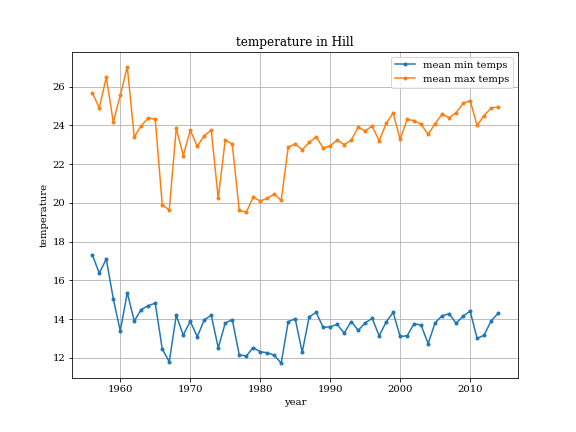 temperature in Hill
mean min temps
mean max temps
26
24
22
20
18
16
14
12
temperature
1960 1970 1980 1990 2000 2010
year